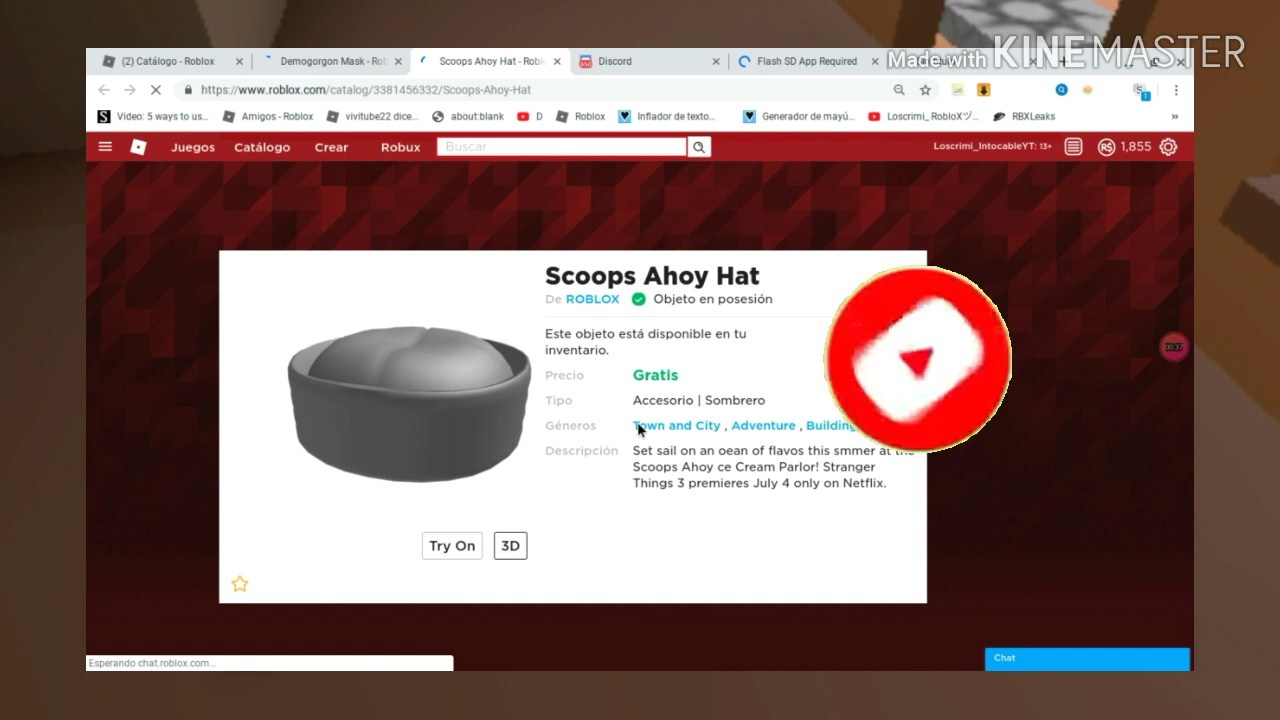 Made with KINEMASTER
(2) Catálogo - Roblox
Demogorgon Mask - Rob
Scoops Ahoy Hat - Roblo
Discord
Flash SD App Required
https://www.roblox.com/catalog/3381456332/Scoops-Ahoy-Hat
S Video: 5 ways to us...
Amigos - Roblox
vivitube22 dice...
about:blank
D
Roblox
Inflador de texto...
Generador de mayú...
Loscrimi_ RobloXツ...
RBXLeaks
»
Juegos
Catálogo
Crear
Robux
Buscar
Loscrimi_IntocableYT: 13+
R$ 1,855
Scoops Ahoy Hat
De ROBLOX Objeto en posesión
Este objeto está disponible en tu
inventario.
Precio Gratis
Tipo Accesorio | Sombrero
Géneros Town and City , Adventure , Building
Descripción Set sail on an oean of flavos this smmer at the
Scoops Ahoy ce Cream Parlor! Stranger
Things 3 premieres July 4 only on Netflix.
00:37
Try On
3D
Esperando chat.roblox.com...
Chat